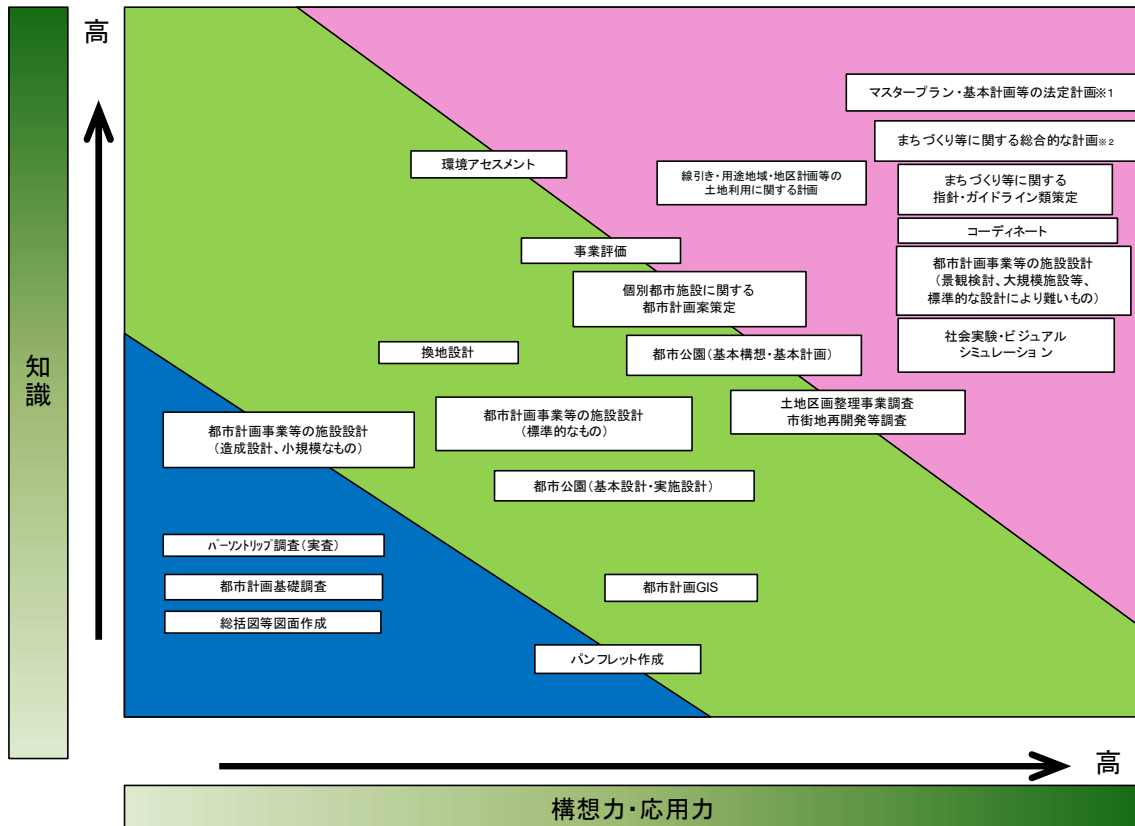 高
マスタープラン・基本計画等の法定計画※1
まちづくり等に関する総合的な計画※2
環境アセスメント
線引き・用途地域・地区計画等の
土地利用に関する計画
まちづくり等に関する
指針・ガイドライン類策定
コーディネート
事業評価
都市計画事業等の施設設計
(景観検討、大規模施設等、
標準的な設計により難いもの)
個別都市施設に関する
都市計画案策定
社会実験・ビジュアル
シミュレーション
換地設計
都市公園(基本構想・基本計画)
知識
土地区画整理事業調査
市街地再開発等調査
都市計画事業等の施設設計
(標準的なもの)
都市計画事業等の施設設計
(造成設計、小規模なもの)
都市公園(基本設計・実施設計)
パーソントリップ調査(実査)
都市計画基礎調査
都市計画GIS
総括図等図面作成
パンフレット作成
高
構想力・応用力